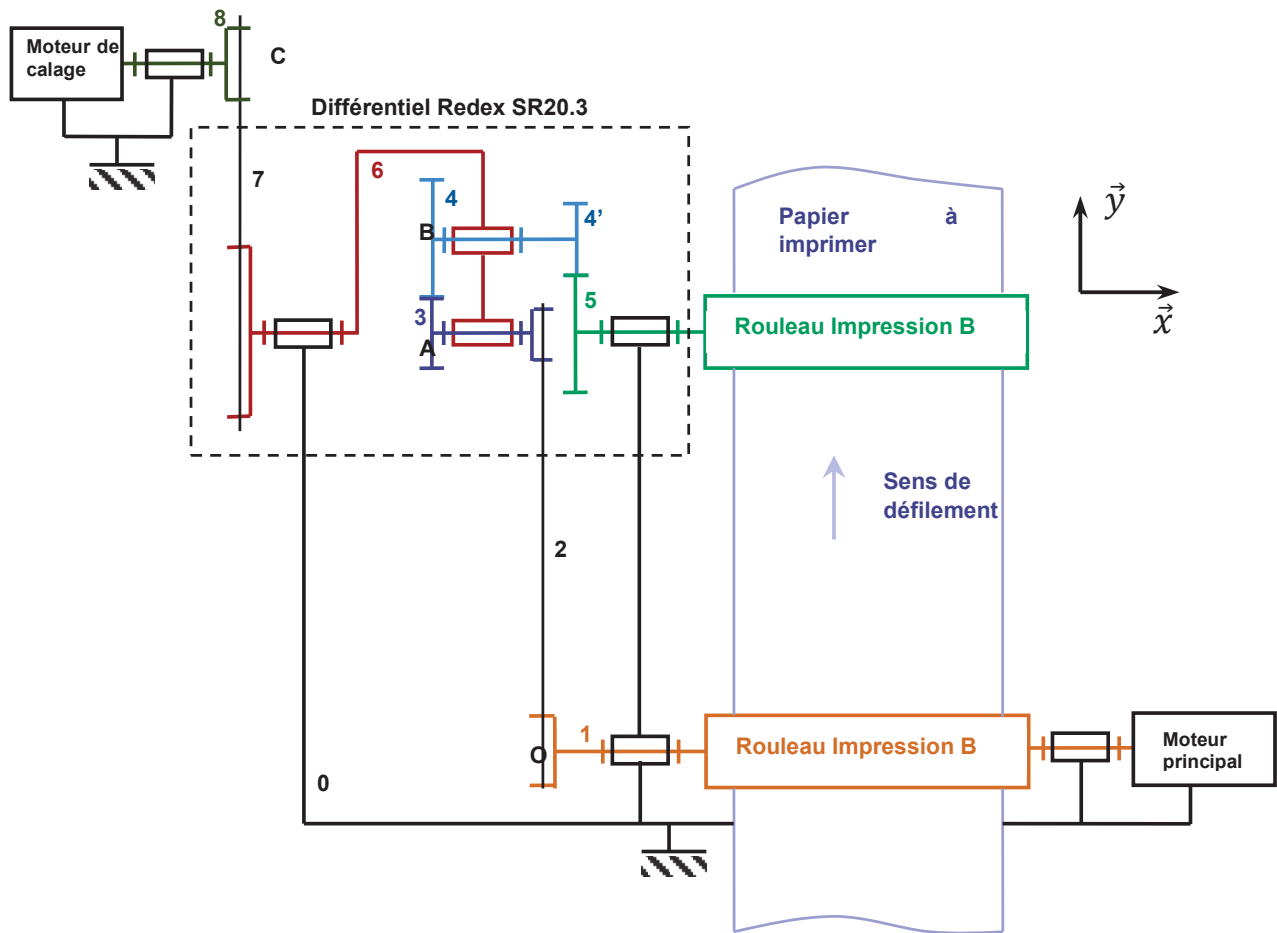 8
Moteur de
calage
C
Différentiel Redex SR20.3
7
6
4
4’
B
Papier à
imprimer
y
x
3
A
5
Rouleau Impression B
Sens de
défilement
2
1
O
Rouleau Impression B
Moteur
principal
0